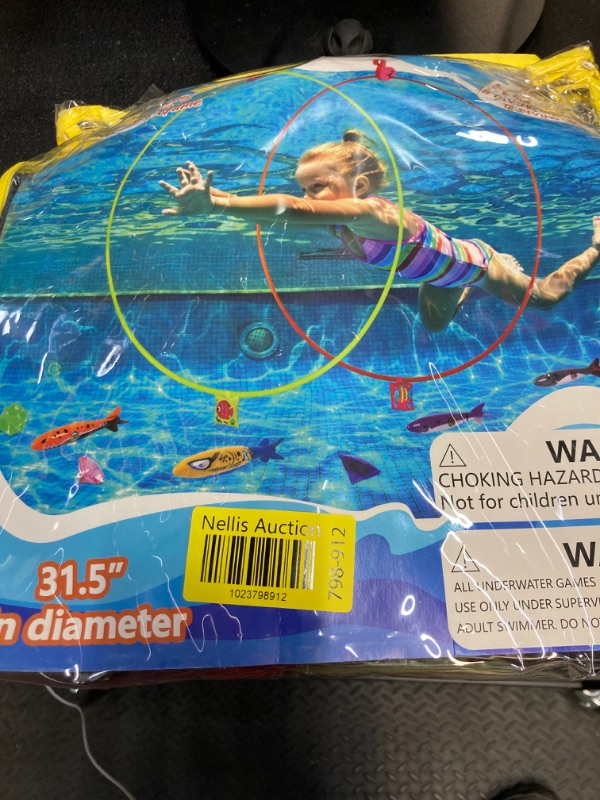 WA
CHOKING HAZARD
Not for children un
W
ALL UNDERWATER GAMES
USE ONLY UNDER SUPERVI
ADULT SWIMMER. DO NO
Nellis Auction
1023798912
798-912
31.5"
in diameter